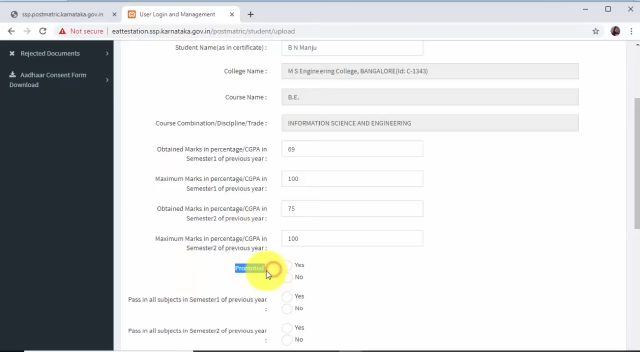 ssp.postmatric.karnataka.gov.in
User Login and Management
Not secure | eattestation.ssp.karnataka.gov.in/postmatric/student/upload
Rejected Documents
Aadhaar Consent Form
Download
Student Name(as in certificate) :
B N Manju
College Name :
M S Engineering College, BANGALORE(Id: C-1343)
Course Name :
B.E.
Course Combination/Discipline/Trade :
INFORMATION SCIENCE AND ENGINEERING
Obtained Marks in percentage/CGPA in
Semester1 of previous year :
69
Maximum Marks in percentage/CGPA in
Semester1 of previous year :
100
Obtained Marks in percentage/CGPA in
Semester2 of previous year :
75
Maximum Marks in percentage/CGPA in
Semester2 of previous year :
100
Yes
No
Pass in all subjects in Semester1 of previous year
:
Yes
No
Pass in all subjects in Semester2 of previous year
:
Yes
No